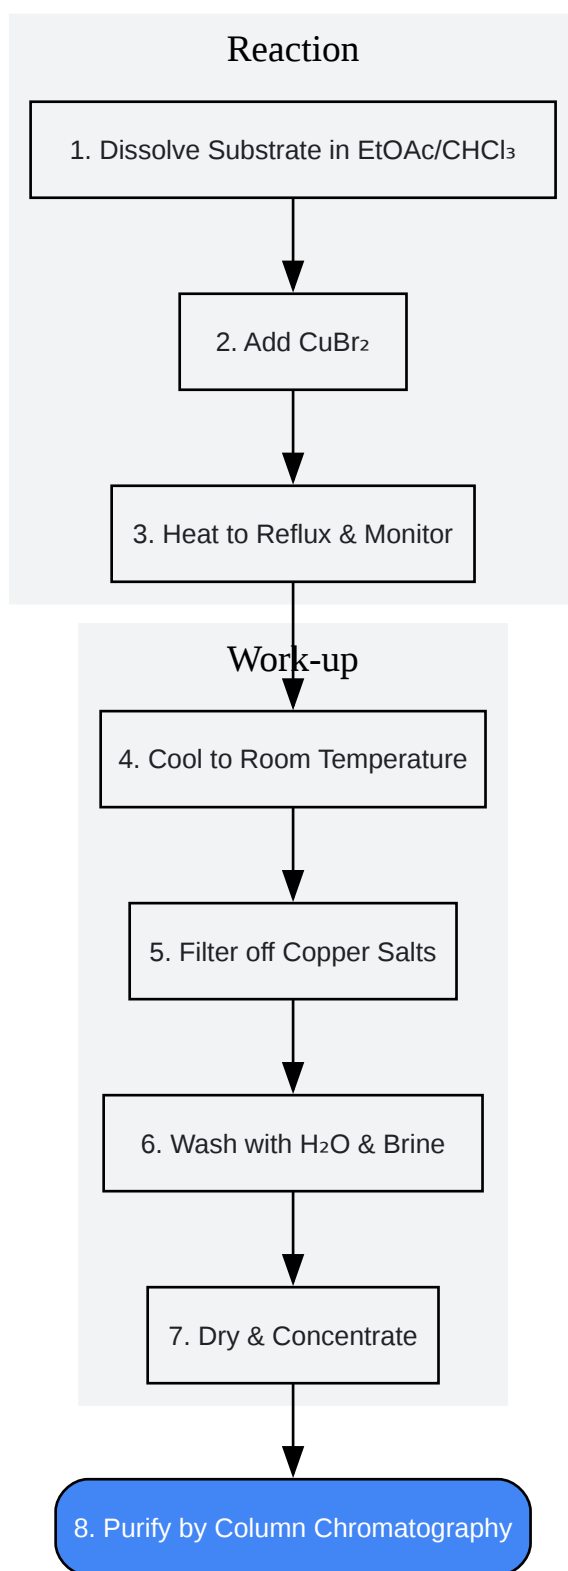 Reaction
1. Dissolve Substrate in EtOAc/CHCl₃
2. Add CuBr₂
3. Heat to Reflux & Monitor
Work-up
4. Cool to Room Temperature
5. Filter off Copper Salts
6. Wash with H₂O & Brine
7. Dry & Concentrate
8. Purify by Column Chromatography